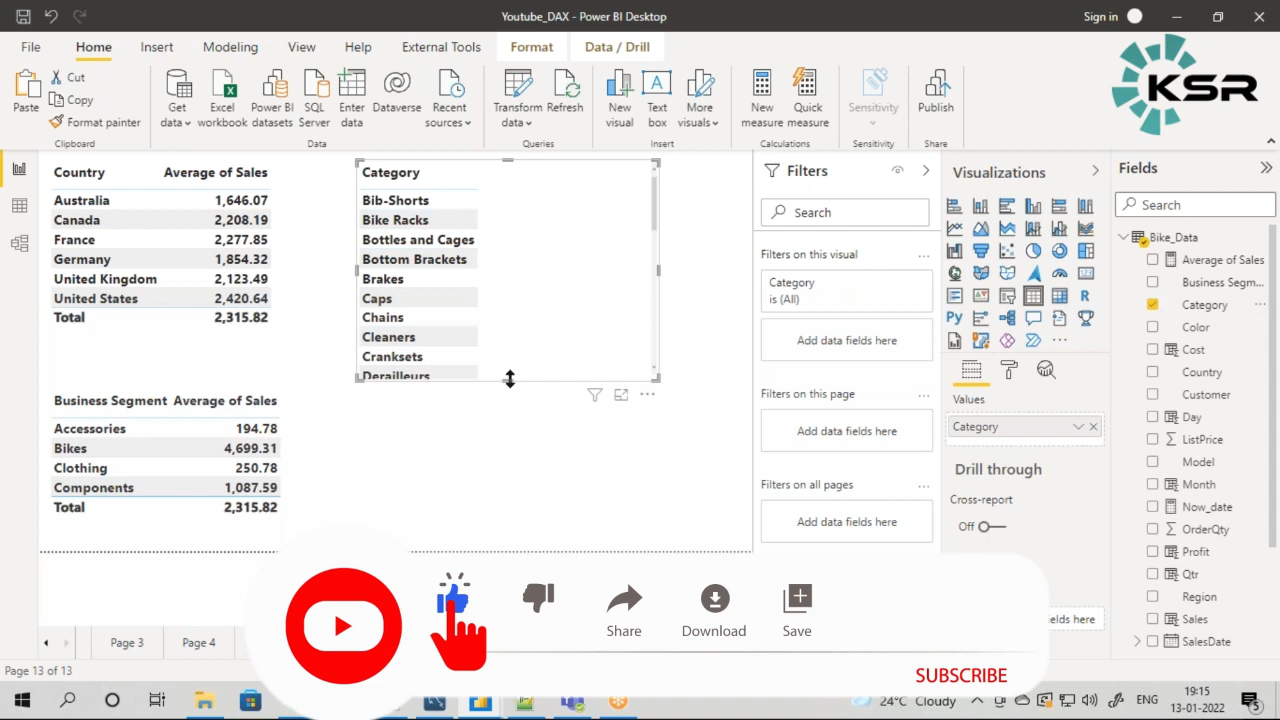 Youtube_DAX - Power BI Desktop
Sign in
File
Home
Insert
Modeling
View
Help
External Tools
Format
Data / Drill
KSR
Paste
Cut
Copy
Format painter
Clipboard
Get data
Excel workbook
Power BI datasets
SQL Server
Enter data
Dataverse
Recent sources
Data
Transform data
Refresh
Queries
New visual
Text box
More visuals
Insert
New measure
Quick measure
Calculations
Sensitivity
Sensitivity
Publish
Share
Country Average of Sales
Australia 1,646.07
Canada 2,208.19
France 2,277.85
Germany 1,854.32
United Kingdom 2,123.49
United States 2,420.64
Total 2,315.82
Business Segment Average of Sales
Accessories 194.78
Bikes 4,699.31
Clothing 250.78
Components 1,087.59
Total 2,315.82
Category
Bib-Shorts
Bike Racks
Bottles and Cages
Bottom Brackets
Brakes
Caps
Chains
Cleaners
Cranksets
Derailleurs
Filters
Search
Filters on this visual
Category
is (All)
Add data fields here
Filters on this page
Add data fields here
Filters on all pages
Add data fields here
Visualizations
R
Py
123
Values
Category
Drill through
Cross-report
Off
elds here
Fields
Search
Bike_Data
Average of Sales
Business Segm...
Category
Color
Cost
Country
Customer
Day
ListPrice
Model
Month
Now_date
OrderQty
Profit
Qtr
Region
Sales
SalesDate
Share
Download
Save
SUBSCRIBE
Page 3
Page 4
Page 13 of 13
24°C Cloudy
ENG
19:15
13-01-2022
5